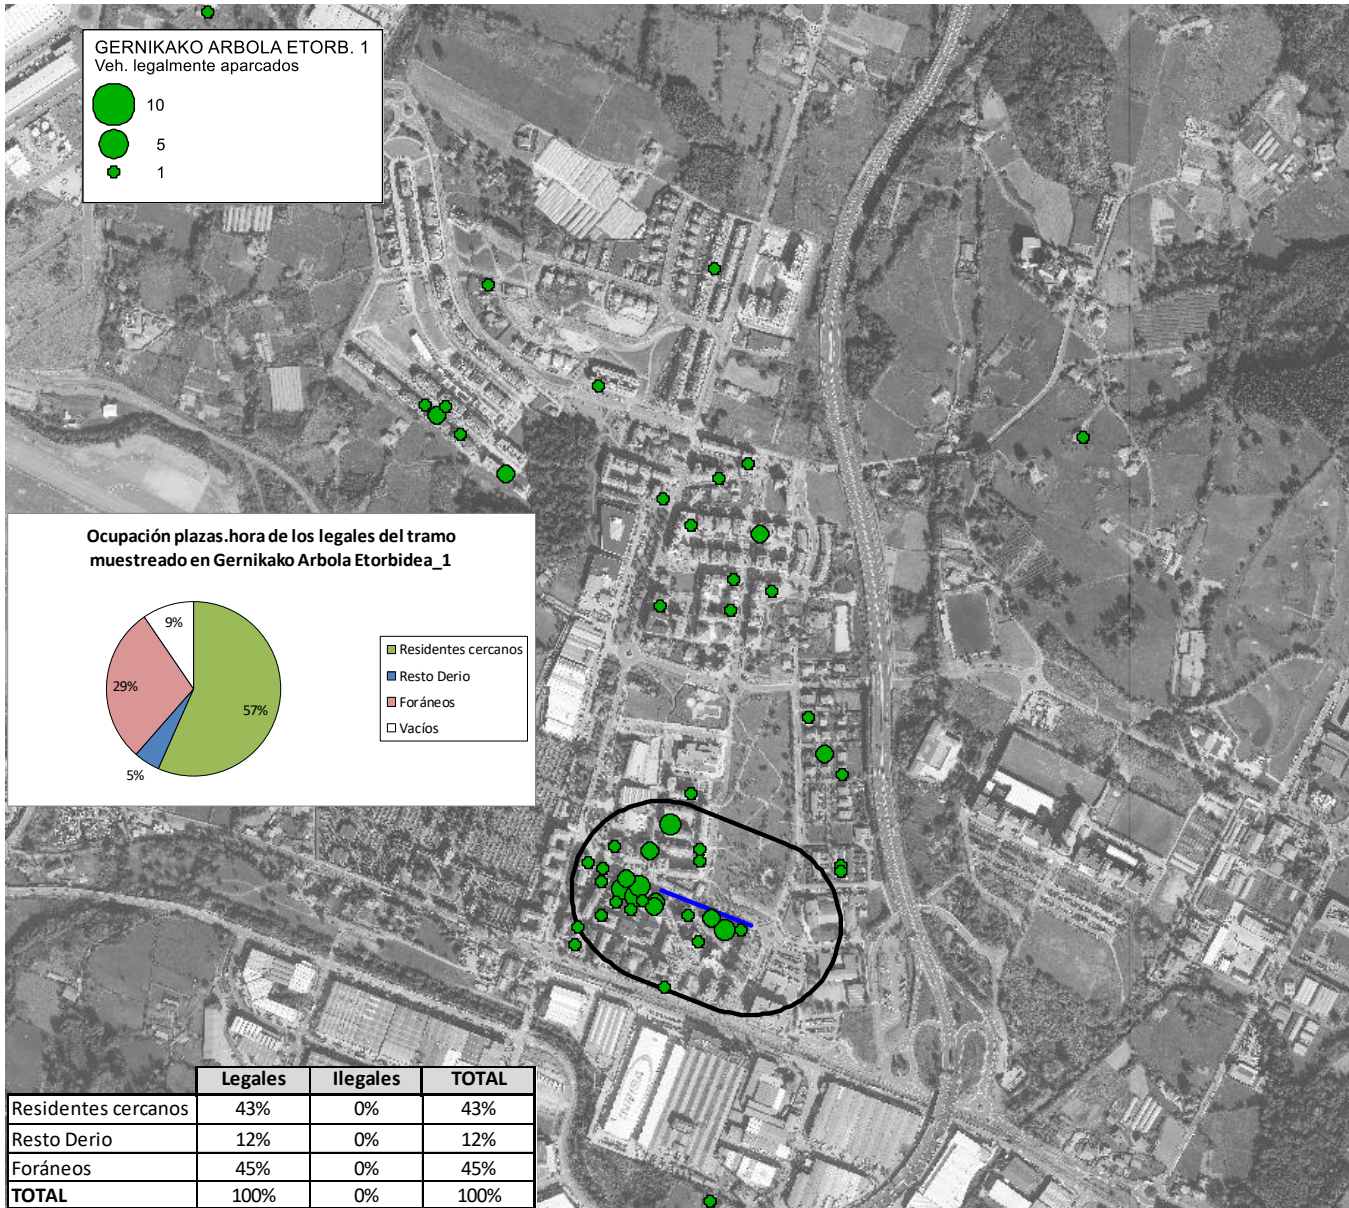 GERNIKAKO ARBOLA ETORB. 1
Veh. legalmente aparcados
10
5
1
Ocupación plazas.hora de los legales del tramo
muestreado en Gernikako Arbola Etorbidea_1
9%
29%
57%
5%
Residentes cercanos
Resto Derio
Foráneos
Vacíos
Legales Ilegales TOTAL
Residentes cercanos 43% 0% 43%
Resto Derio 12% 0% 12%
Foráneos 45% 0% 45%
TOTAL 100% 0% 100%